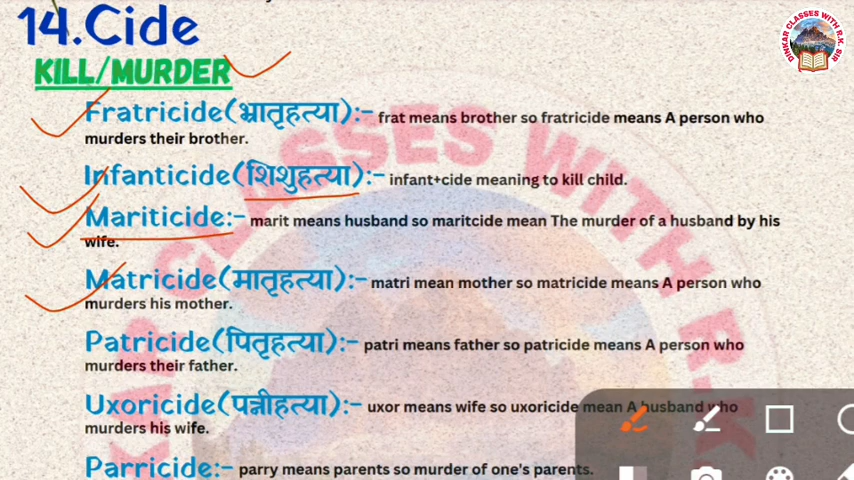 14.Cide
KILL/MURDER
Fratricide(भ्रातृहत्या):- frat means brother so fratricide means A person who
murders their brother.
Infanticide(शिशुहत्या):- infant+cide meaning to kill child.
Mariticide:- marit means husband so maritcide mean The murder of a husband by his
wife.
Matricide(मातृहत्या):- matri mean mother so matricide means A person who
murders his mother.
Patricide(पितृहत्या):- patri means father so patricide means A person who
murders their father.
Uxoricide(पत्नीहत्या):- uxor means wife so uxoricide mean A husband who
murders his wife.
Parricide:- parry means parents so murder of one's parents.
DINKAR CLASSES WITH R.K. SIR